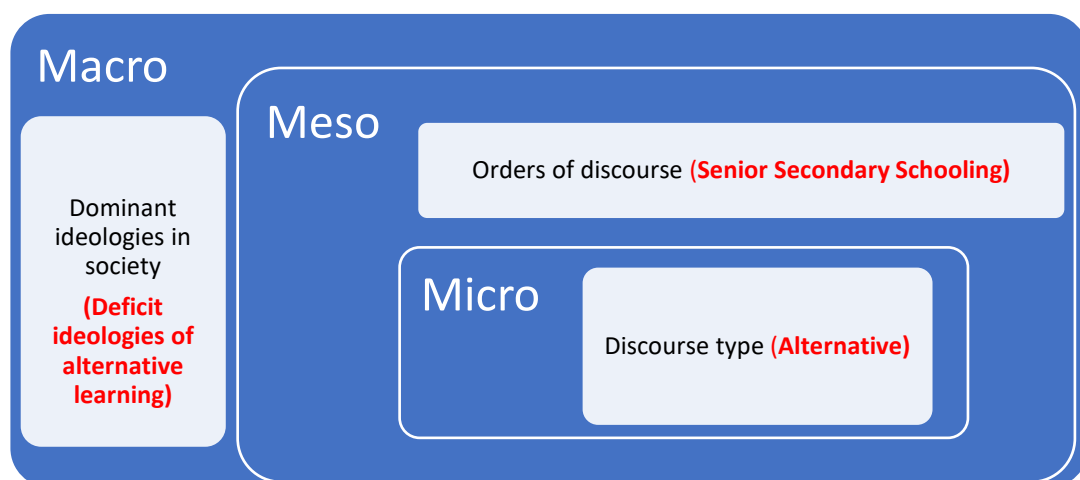 Macro
Meso
Orders of discourse (Senior Secondary Schooling)
Dominant
ideologies in
society
(Deficit
ideologies of
alternative
learning)
Micro
Discourse type (Alternative)